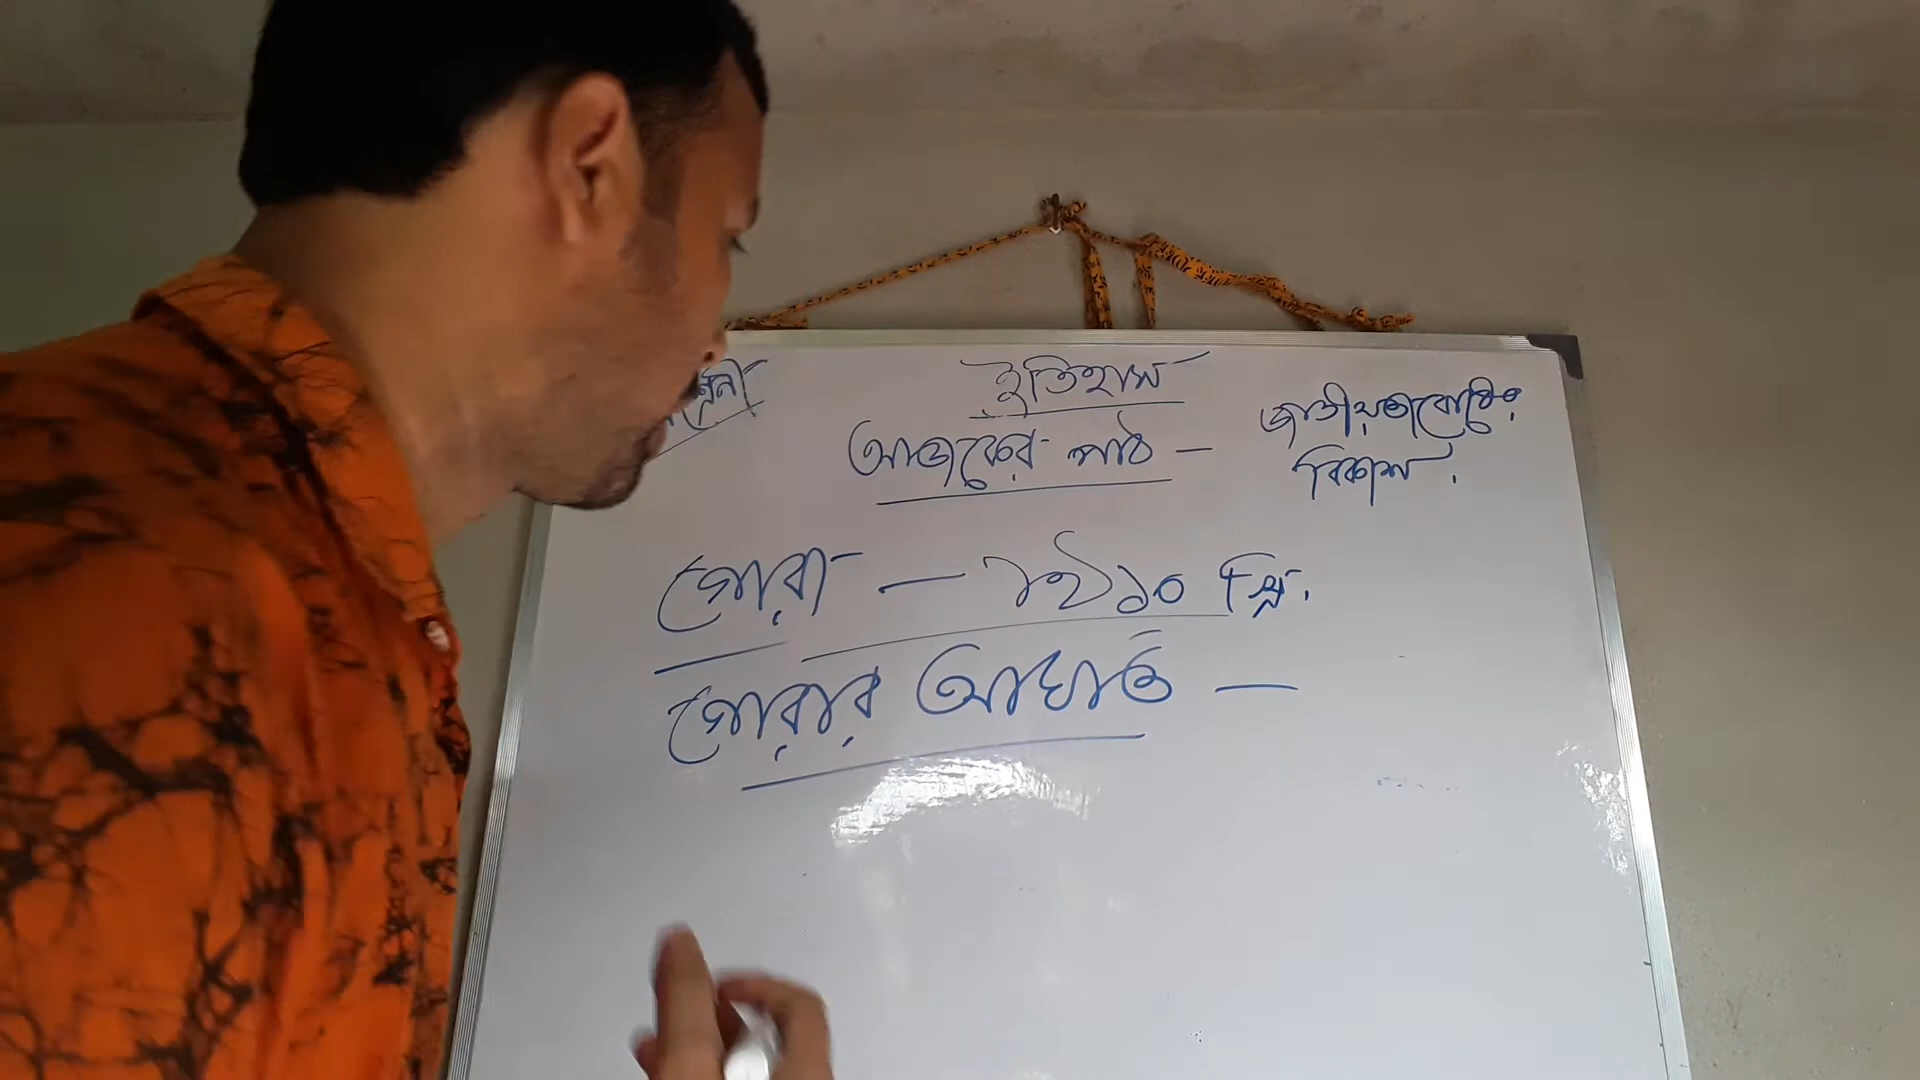 ইতিহাস
আজকের পাঠ — জাতীয়তাবোধের
বিকাশ.
গোরা — ১৯১০ খ্রি.
গোরার আঘাত —